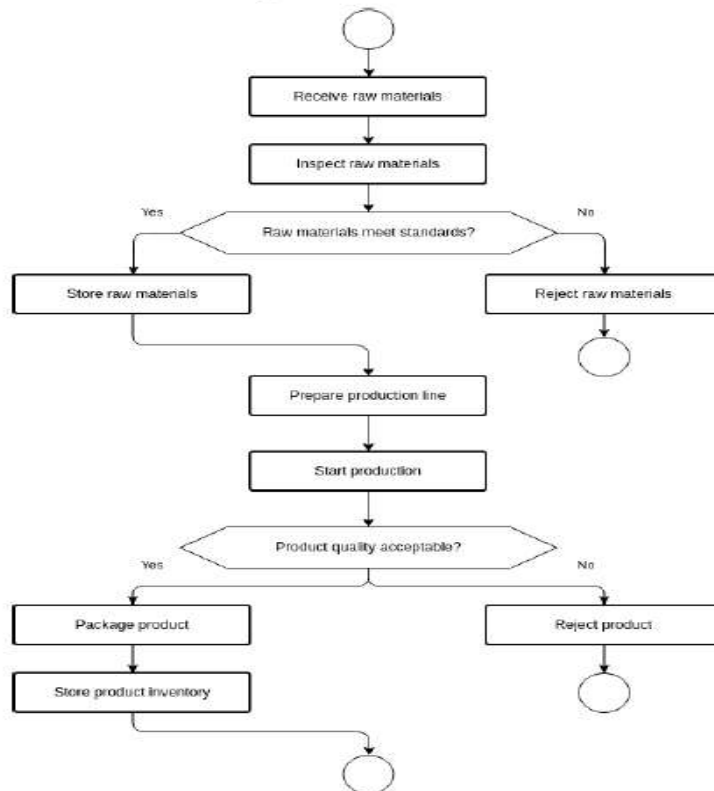 Receive raw materials
Inspect raw materials
Yes
No
Raw materials meet standards?
Store raw materials
Reject raw materials
Prepare production line
Start production
Product quality acceptable?
Yes
No
Package product
Reject product
Store product inventory